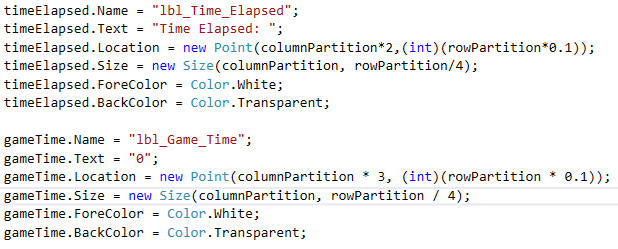 timeElapsed.Name = "lbl_Time_Elapsed";
timeElapsed.Text = "Time Elapsed: ";
timeElapsed.Location = new Point(columnPartition*2,(int)(rowPartition*0.1));
timeElapsed.Size = new Size(columnPartition, rowPartition/4);
timeElapsed.ForeColor = Color.White;
timeElapsed.BackColor = Color.Transparent;

gameTime.Name = "lbl_Game_Time";
gameTime.Text = "0";
gameTime.Location = new Point(columnPartition * 3, (int)(rowPartition * 0.1));
gameTime.Size = new Size(columnPartition, rowPartition / 4);
gameTime.ForeColor = Color.White;
gameTime.BackColor = Color.Transparent;